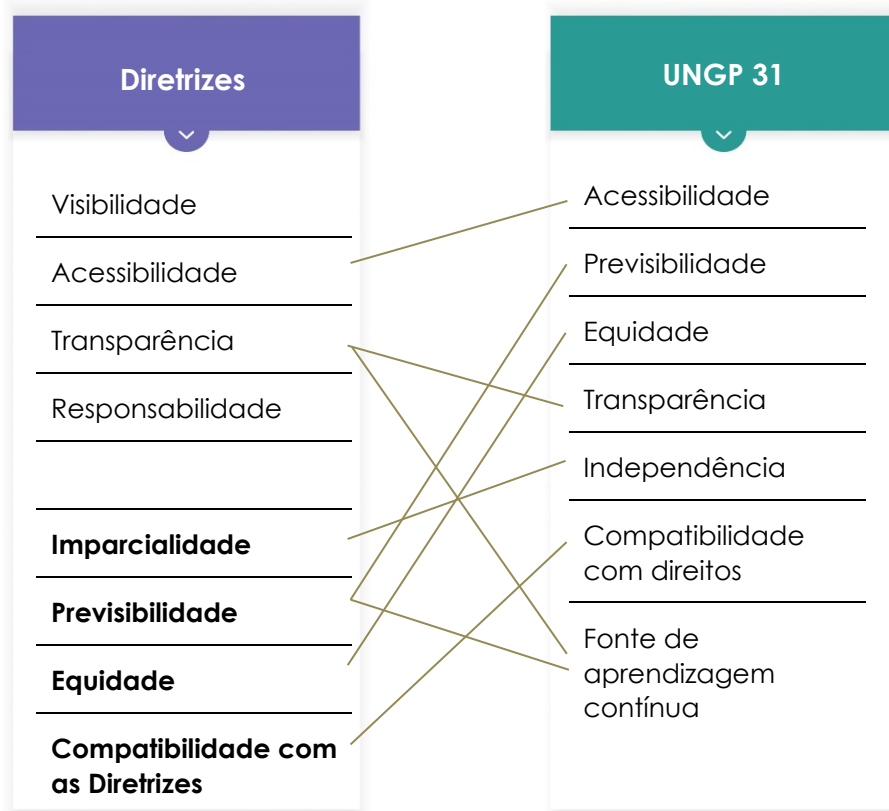 Diretrizes
Visibilidade
Acessibilidade
Transparência
Responsabilidade
Imparcialidade
Previsibilidade
Equidade
Compatibilidade com
as Diretrizes
UNGP 31
Acessibilidade
Previsibilidade
Equidade
Transparência
Independência
Compatibilidade
com direitos
Fonte de
aprendizagem
contínua